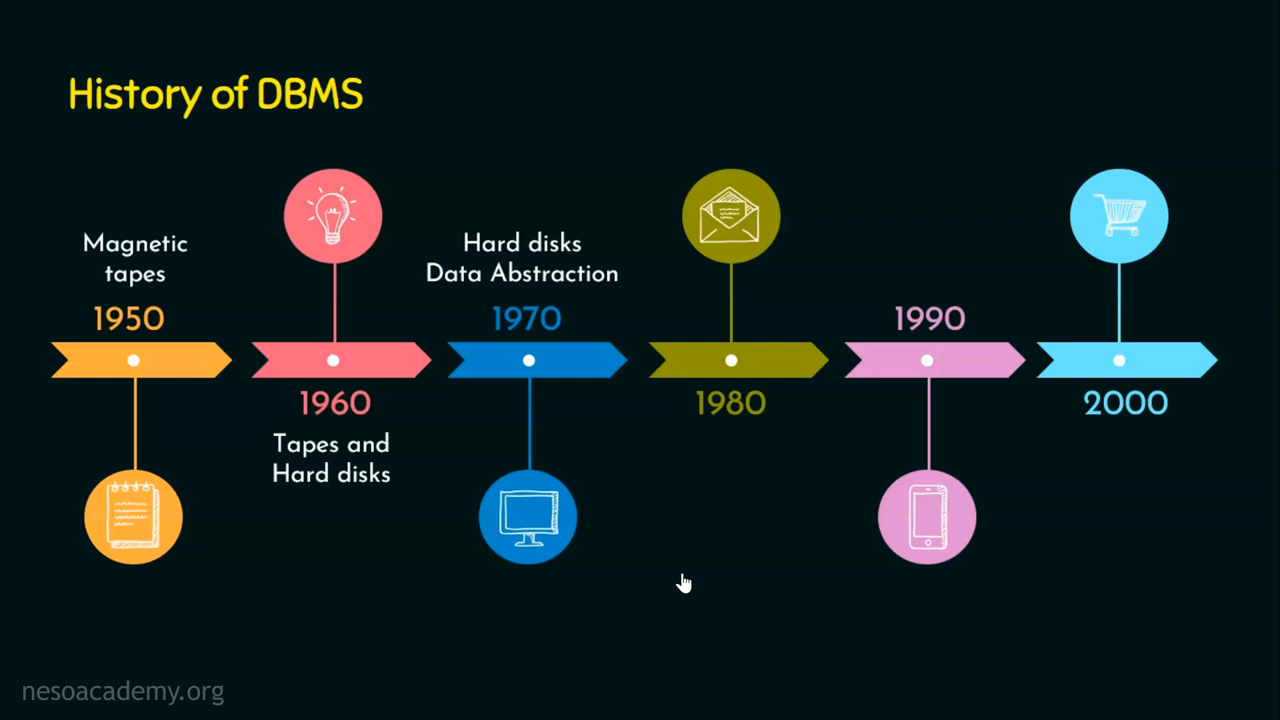 History of DBMS
Magnetic
tapes
1950
1960
Tapes and
Hard disks
Hard disks
Data Abstraction
1970
1980
1990
2000
nesoacademy.org